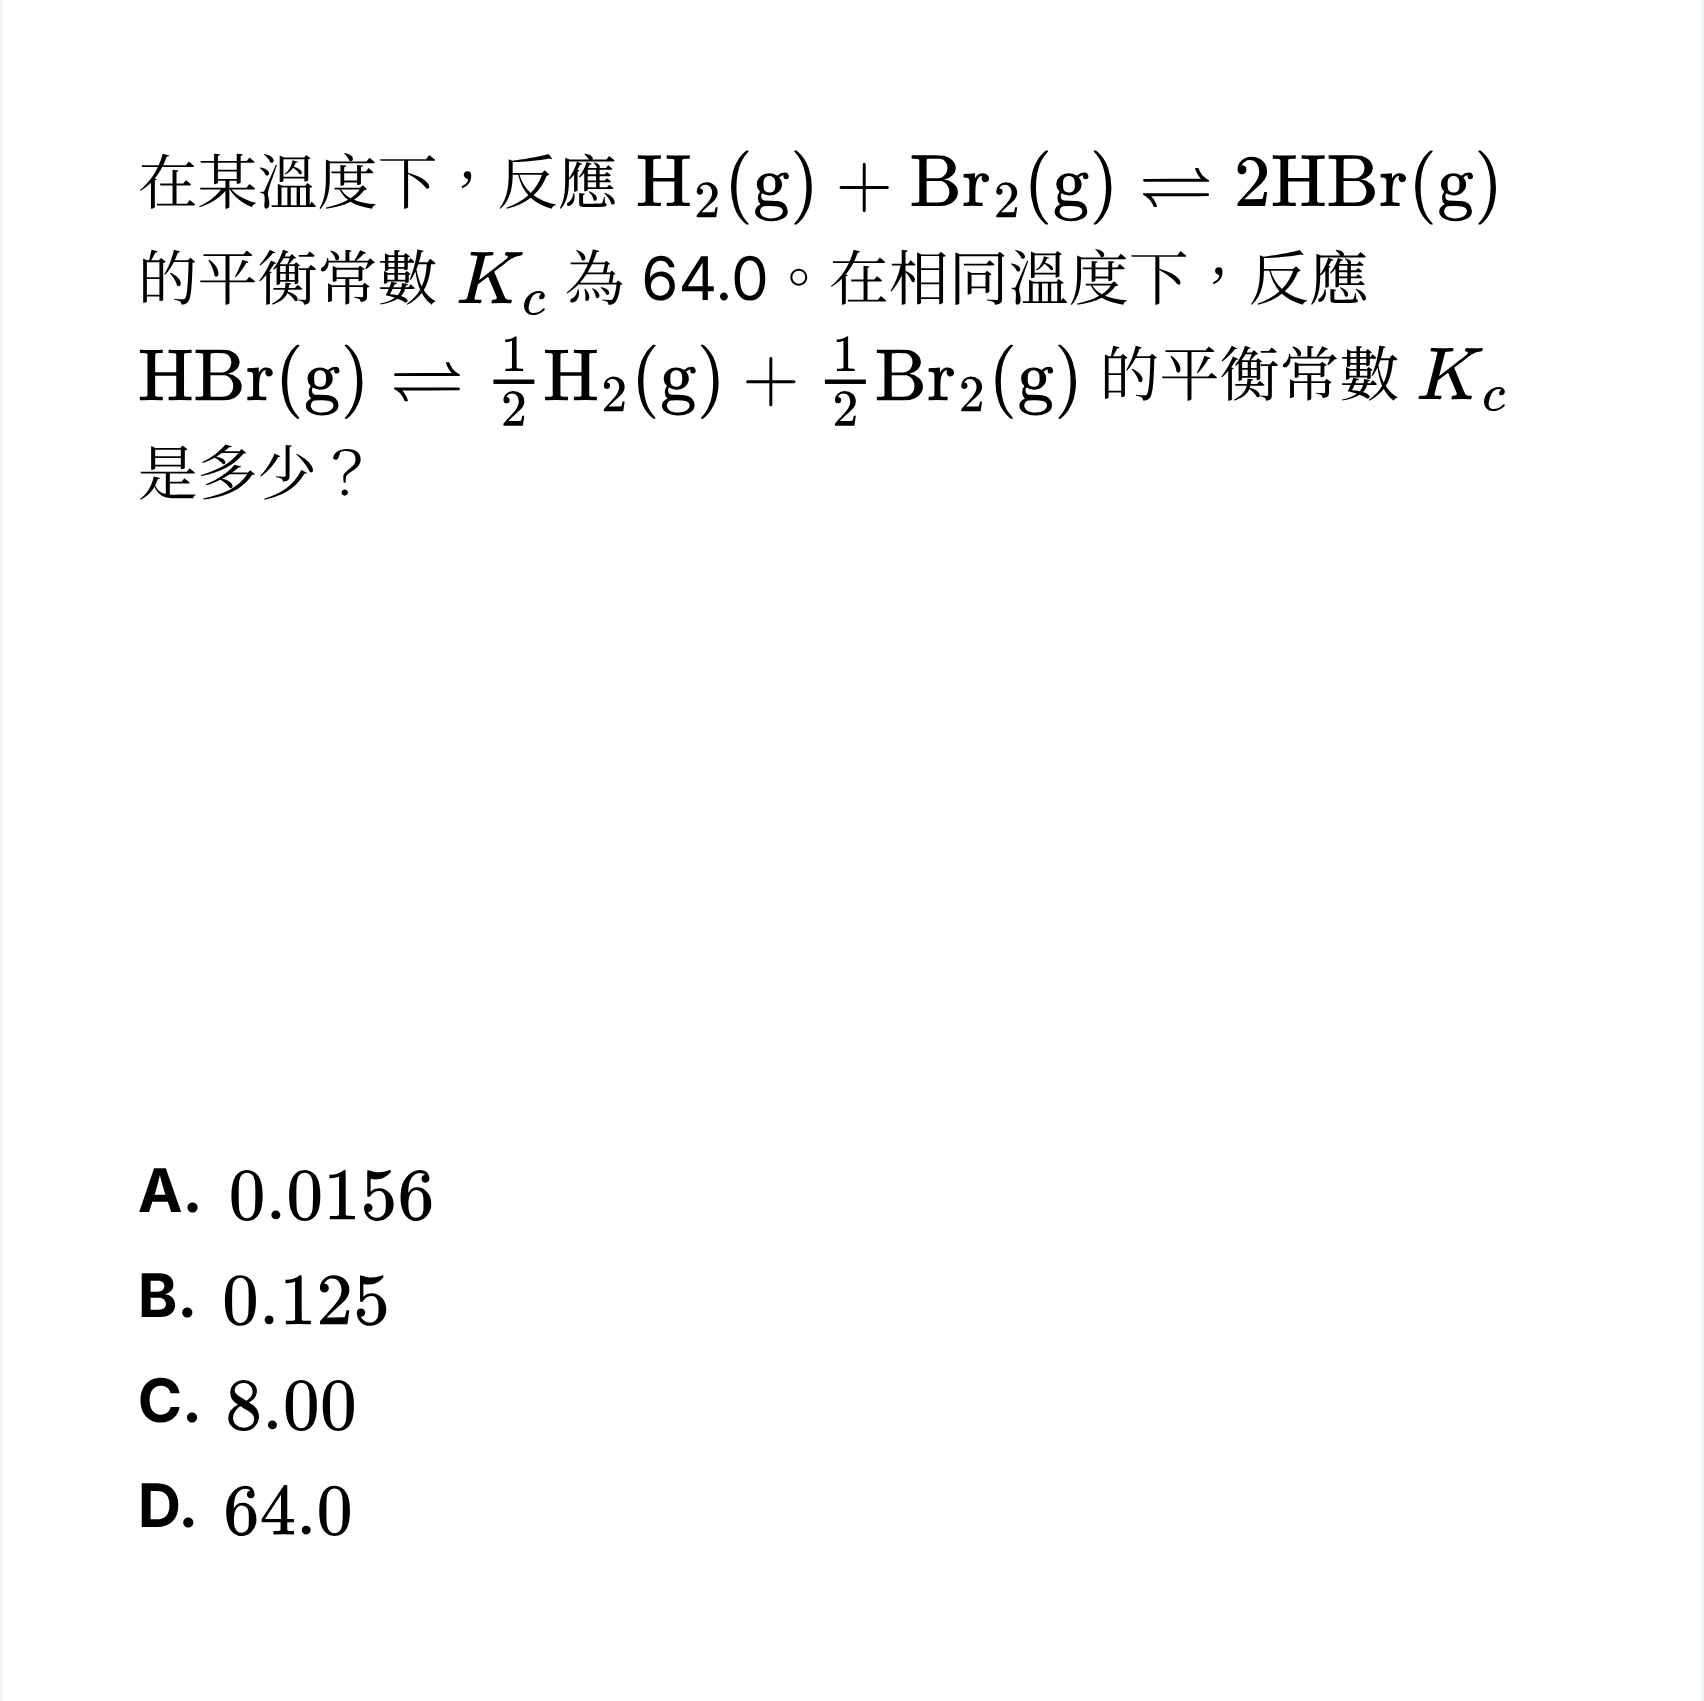 在某溫度下，反應 H₂(g) + Br₂(g) ⇌ 2HBr(g)
的平衡常數 K_c 為 64.0。在相同溫度下，反應
HBr(g) ⇌ ½H₂(g) + ½Br₂(g) 的平衡常數 K_c
是多少？
A. 0.0156
B. 0.125
C. 8.00
D. 64.0